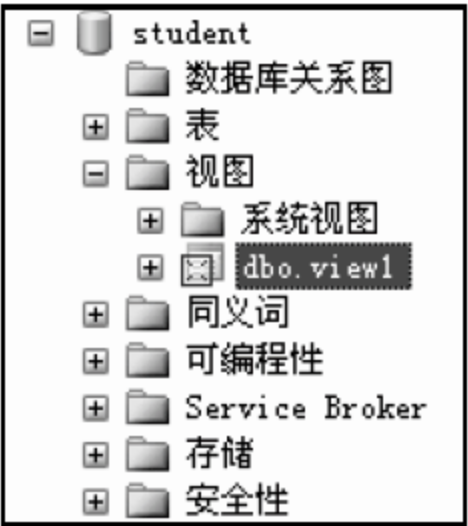 student
数据库关系图
表
视图
系统视图
dbo.view1
同义词
可编程性
Service Broker
存储
安全性